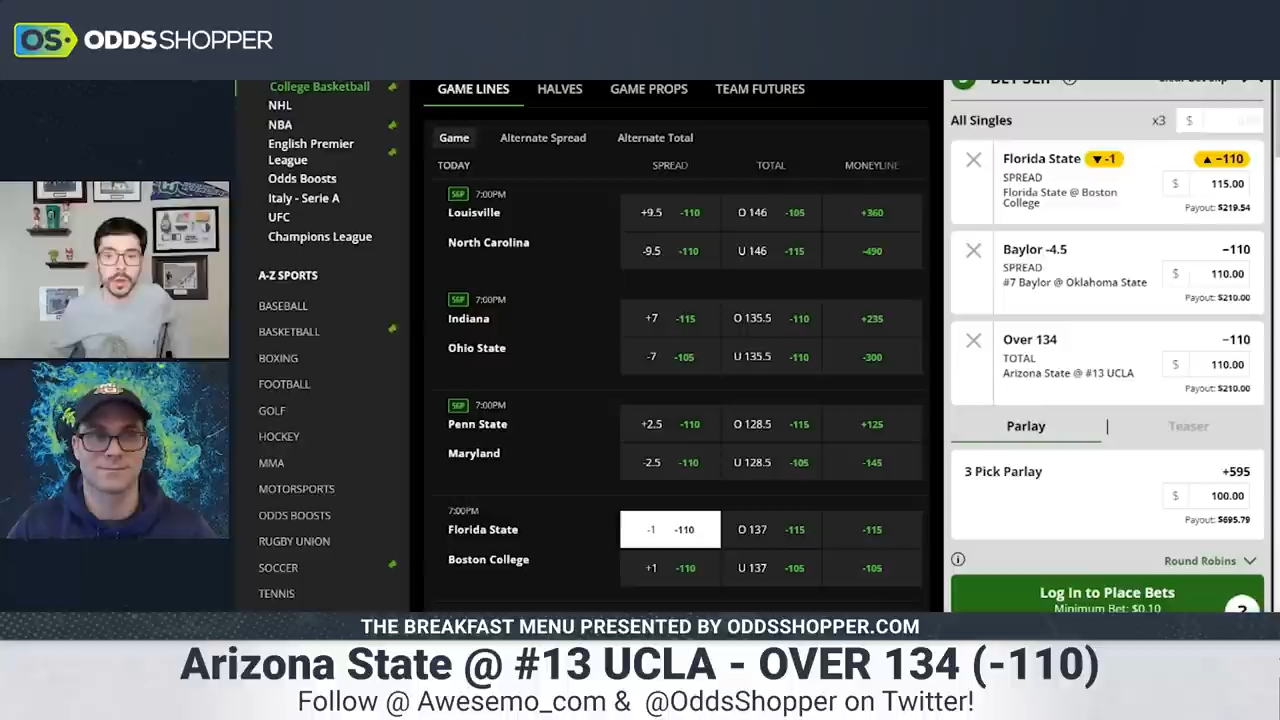 OS ODDSSHOPPER
College Basketball
NHL
NBA
English Premier
League
Odds Boosts
Italy - Serie A
UFC
Champions League
A-Z SPORTS
BASEBALL
BASKETBALL
BOXING
FOOTBALL
GOLF
HOCKEY
MMA
MOTORSPORTS
ODDS BOOSTS
RUGBY UNION
SOCCER
TENNIS
GAME LINES HALVES GAME PROPS TEAM FUTURES
Game Alternate Spread Alternate Total
TODAY SPREAD TOTAL MONEYLINE
SGP 7:00PM
Louisville +9.5 -110 O 146 -105 +360
North Carolina -9.5 -110 U 146 -115 -490
SGP 7:00PM
Indiana +7 -115 O 135.5 -110 +235
Ohio State -7 -105 U 135.5 -110 -300
SGP 7:00PM
Penn State +2.5 -110 O 128.5 -115 +125
Maryland -2.5 -110 U 128.5 -105 -145
7:00PM
Florida State -1 -110 O 137 -115 -115
Boston College +1 -110 U 137 -105 -105
All Singles x3 $
Florida State ▼-1 ▲-110
SPREAD $ 115.00
Florida State @ Boston
College
Payout: $219.54
Baylor -4.5 −110
SPREAD $ 110.00
#7 Baylor @ Oklahoma State
Payout: $210.00
Over 134 −110
TOTAL $ 110.00
Arizona State @ #13 UCLA
Payout: $210.00
Parlay | Teaser
3 Pick Parlay +595
$ 100.00
Payout: $695.79
Round Robins
Log In to Place Bets
Minimum Bet: $0.10
?
THE BREAKFAST MENU PRESENTED BY ODDSSHOPPER.COM
Arizona State @ #13 UCLA - OVER 134 (-110)
Follow @ Awesemo_com & @OddsShopper on Twitter!